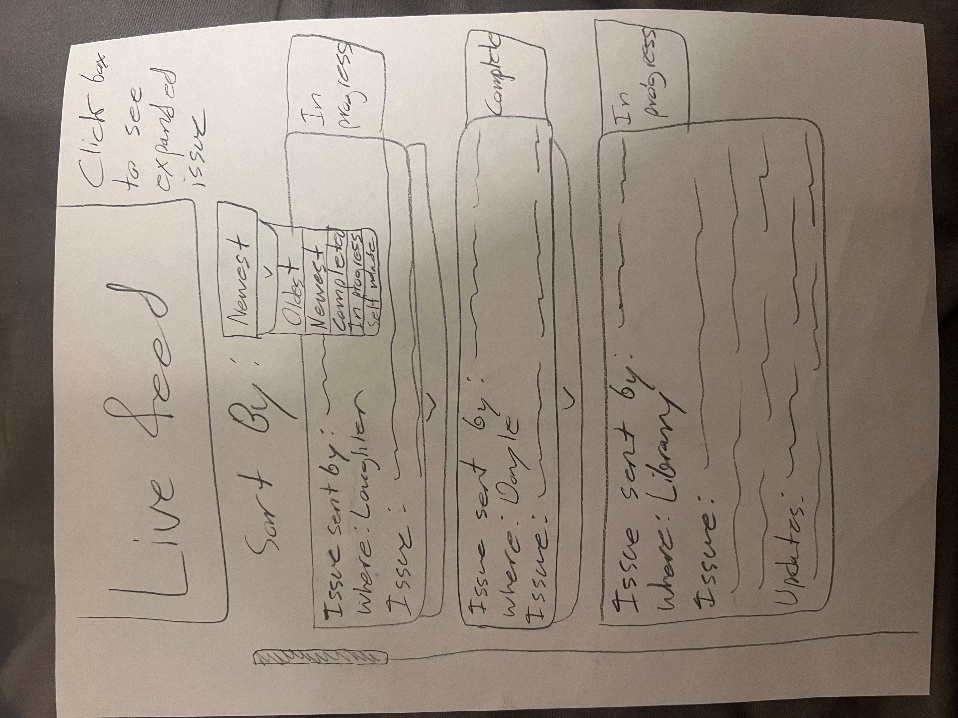 Click box
to see
expanded
issue
Live feed
Sort By:
Newest
Oldest
Newest
Completed
In progress
Self made
In
progress
Issue sent by:
Where: Laughlen
Issue:
Complete
Issue sent by:
Where: Doyle
Issue:
In
progress
Issue sent by:
Where: Library
Issue:
Updates: